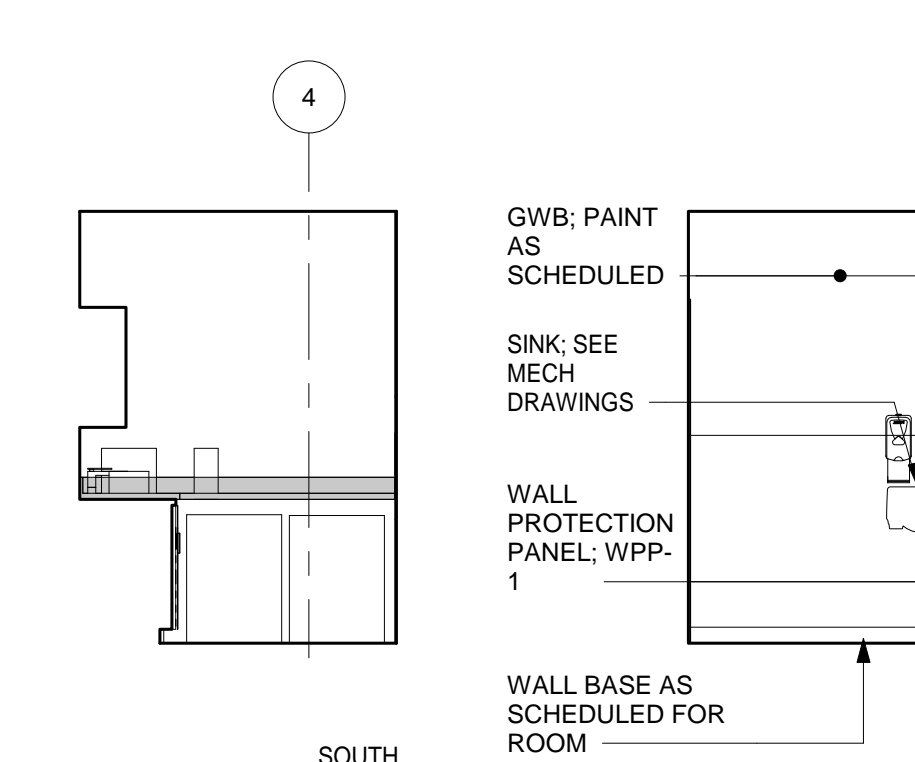 4
GWB; PAINT
AS
SCHEDULED
SINK; SEE
MECH
DRAWINGS
WALL
PROTECTION
PANEL; WPP-
1
WALL BASE AS
SCHEDULED FOR
ROOM
SOUTH